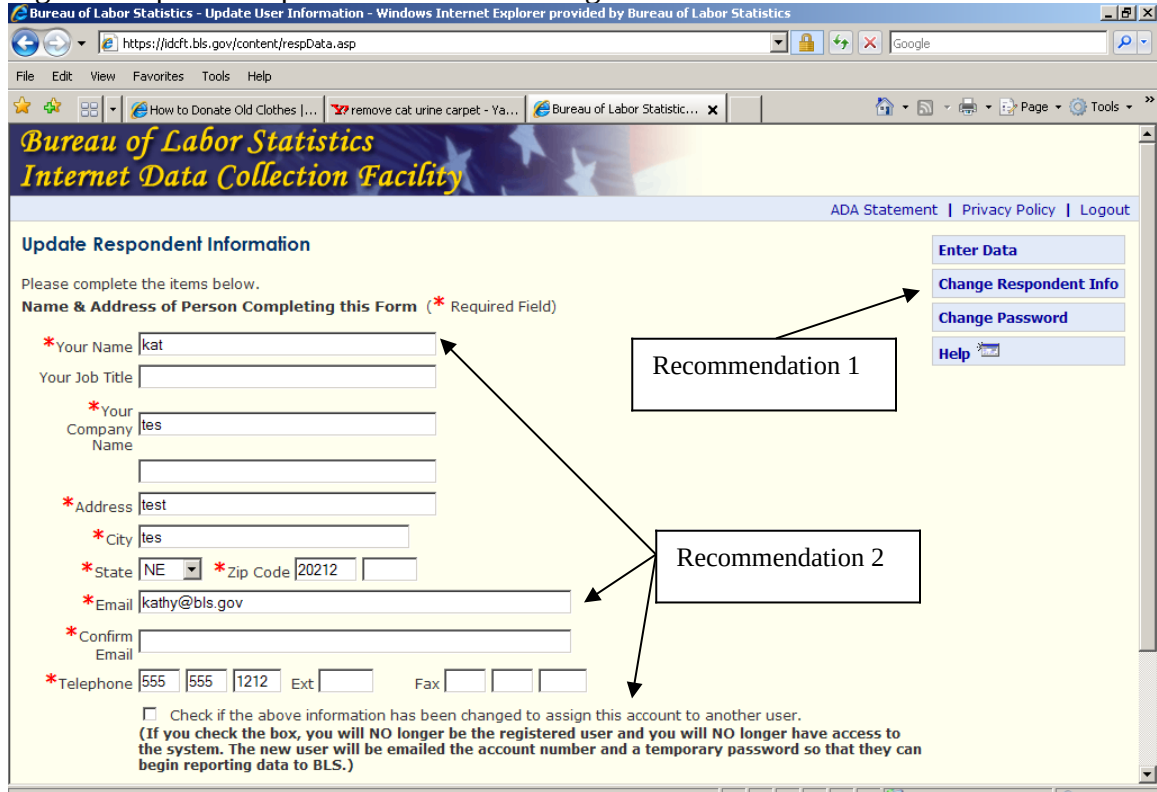 Bureau of Labor Statistics - Update User Information - Windows Internet Explorer provided by Bureau of Labor Statistics
https://idcft.bls.gov/content/respData.asp
Google
File Edit View Favorites Tools Help
How to Donate Old Clothes |... remove cat urine carpet - Ya... Bureau of Labor Statistic... Page Tools »
Bureau of Labor Statistics
Internet Data Collection Facility
ADA Statement | Privacy Policy | Logout
Update Respondent Information
Enter Data
Please complete the items below.
Change Respondent Info
Name & Address of Person Completing this Form (* Required Field)
Change Password
*Your Name kat
Help
Recommendation 1
Your Job Title
*Your
Company tes
Name
*Address test
*City tes
Recommendation 2
*State NE *Zip Code 20212
*Email kathy@bls.gov
*Confirm
Email
*Telephone 555 555 1212 Ext Fax
Check if the above information has been changed to assign this account to another user.
(If you check the box, you will NO longer be the registered user and you will NO longer have access to
the system. The new user will be emailed the account number and a temporary password so that they can
begin reporting data to BLS.)